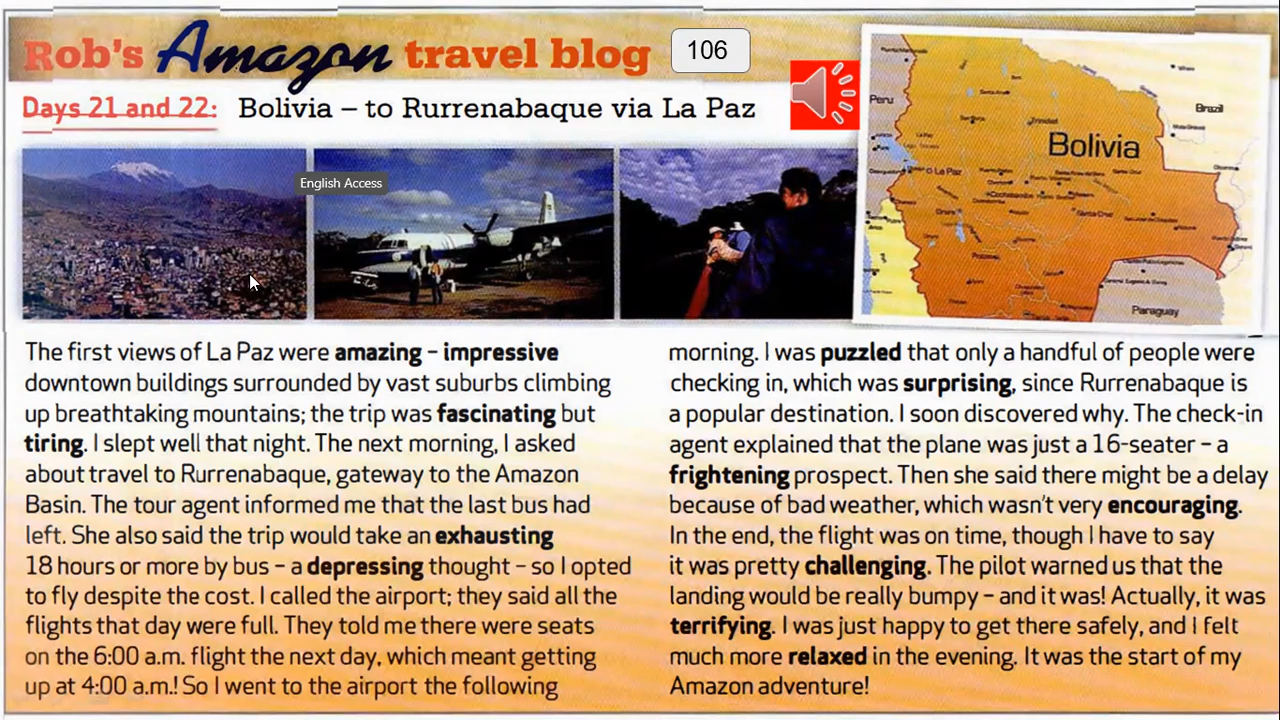 Rob's Amazon travel blog
106
Days 21 and 22: Bolivia – to Rurrenabaque via La Paz
English Access
Peru
Brazil
Bolivia
La Paz
Trinidad
Cochabamba
Santa Cruz
Paraguay
The first views of La Paz were amazing – impressive
downtown buildings surrounded by vast suburbs climbing
up breathtaking mountains; the trip was fascinating but
tiring. I slept well that night. The next morning, I asked
about travel to Rurrenabaque, gateway to the Amazon
Basin. The tour agent informed me that the last bus had
left. She also said the trip would take an exhausting
18 hours or more by bus – a depressing thought – so I opted
to fly despite the cost. I called the airport; they said all the
flights that day were full. They told me there were seats
on the 6:00 a.m. flight the next day, which meant getting
up at 4:00 a.m.! So I went to the airport the following
morning. I was puzzled that only a handful of people were
checking in, which was surprising, since Rurrenabaque is
a popular destination. I soon discovered why. The check-in
agent explained that the plane was just a 16-seater – a
frightening prospect. Then she said there might be a delay
because of bad weather, which wasn't very encouraging.
In the end, the flight was on time, though I have to say
it was pretty challenging. The pilot warned us that the
landing would be really bumpy – and it was! Actually, it was
terrifying. I was just happy to get there safely, and I felt
much more relaxed in the evening. It was the start of my
Amazon adventure!